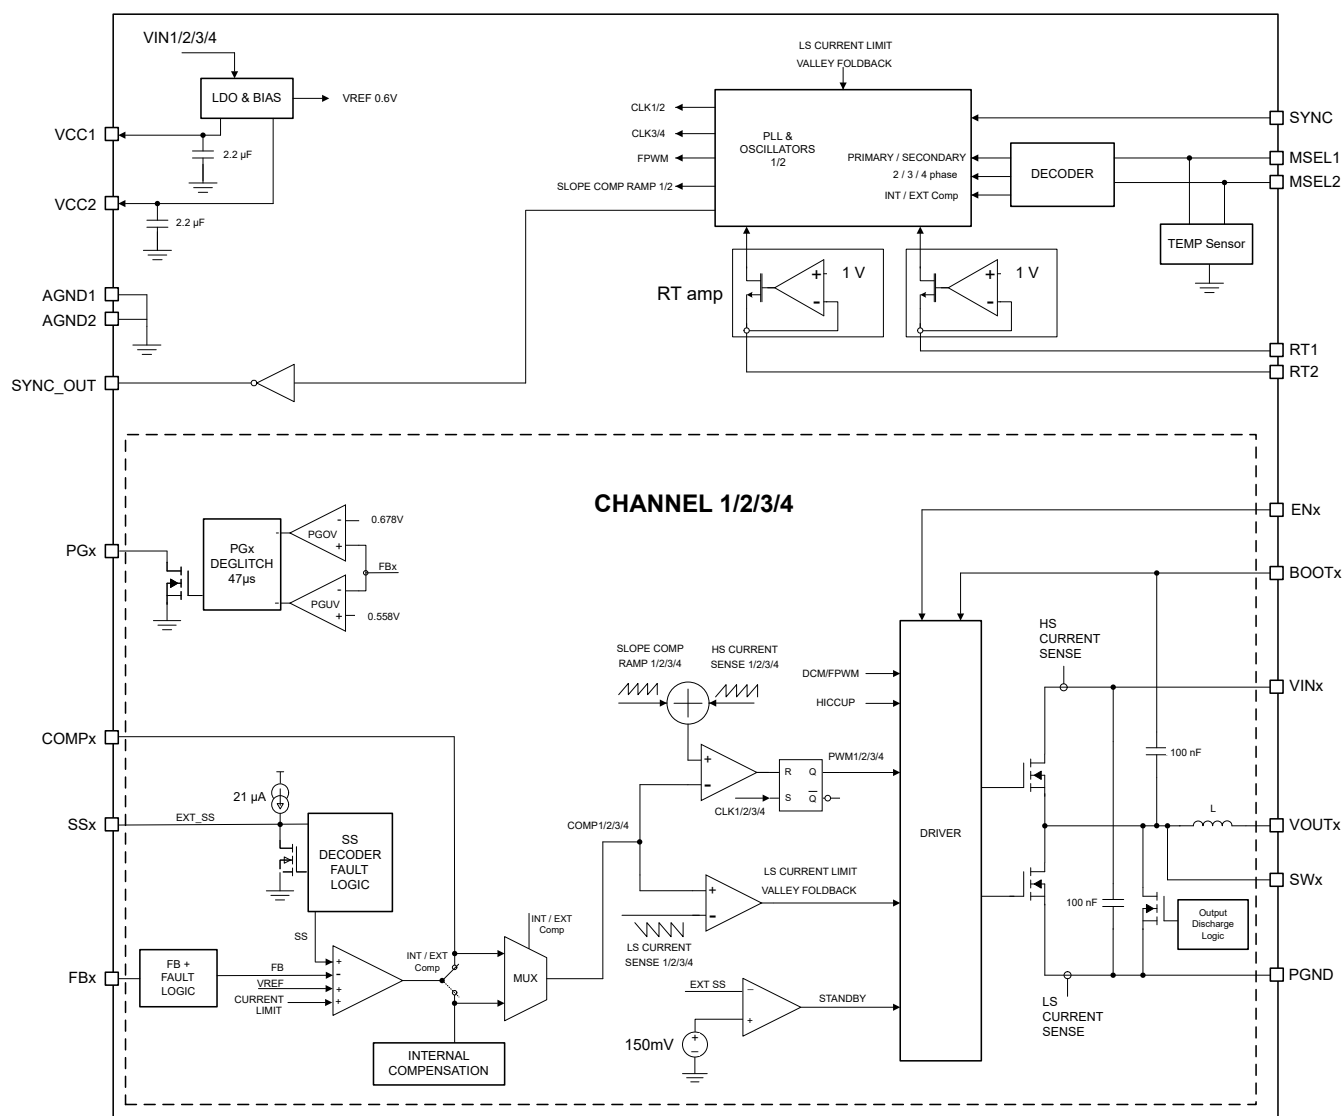 VIN1/2/3/4
LDO & BIAS
VREF 0.6V
VCC1
2.2 µF
VCC2
2.2 µF
AGND1
AGND2
SYNC_OUT
LS CURRENT LIMIT
VALLEY FOLDBACK
CLK1/2
CLK3/4
FPWM
SLOPE COMP RAMP 1/2
PLL &
OSCILLATORS
1/2
PRIMARY / SECONDARY
2 / 3 / 4 phase
INT / EXT Comp
DECODER
SYNC
MSEL1
MSEL2
TEMP Sensor
RT amp
+
1 V
-
+
1 V
-
RT1
RT2
CHANNEL 1/2/3/4
PGx
PGx
DEGLITCH
47µs
-
PGOV
-
+
0.678V
FBx
-
PGUV
-
+
0.558V
ENx
BOOTx
HS
CURRENT
SENSE
VINx
SLOPE COMP
RAMP 1/2/3/4
HS CURRENT
SENSE 1/2/3/4
DCM/FPWM
HICCUP
COMPx
+
-
R Q
S Q
PWM1/2/3/4
CLK1/2/3/4
100 nF
21 µA
SSx
EXT_SS
SS
DECODER
FAULT
LOGIC
COMP1/2/3/4
DRIVER
L
VOUTx
SWx
LS CURRENT LIMIT
VALLEY FOLDBACK
+
-
LS CURRENT
SENSE 1/2/3/4
100 nF
Output
Discharge
Logic
SS
FBx
FB +
FAULT
LOGIC
FB
VREF
CURRENT
LIMIT
+
-
+
+
INT / EXT
Comp
INT / EXT
Comp
MUX
INTERNAL
COMPENSATION
EXT SS
-
+
STANDBY
150mV
+
-
PGND
LS
CURRENT
SENSE